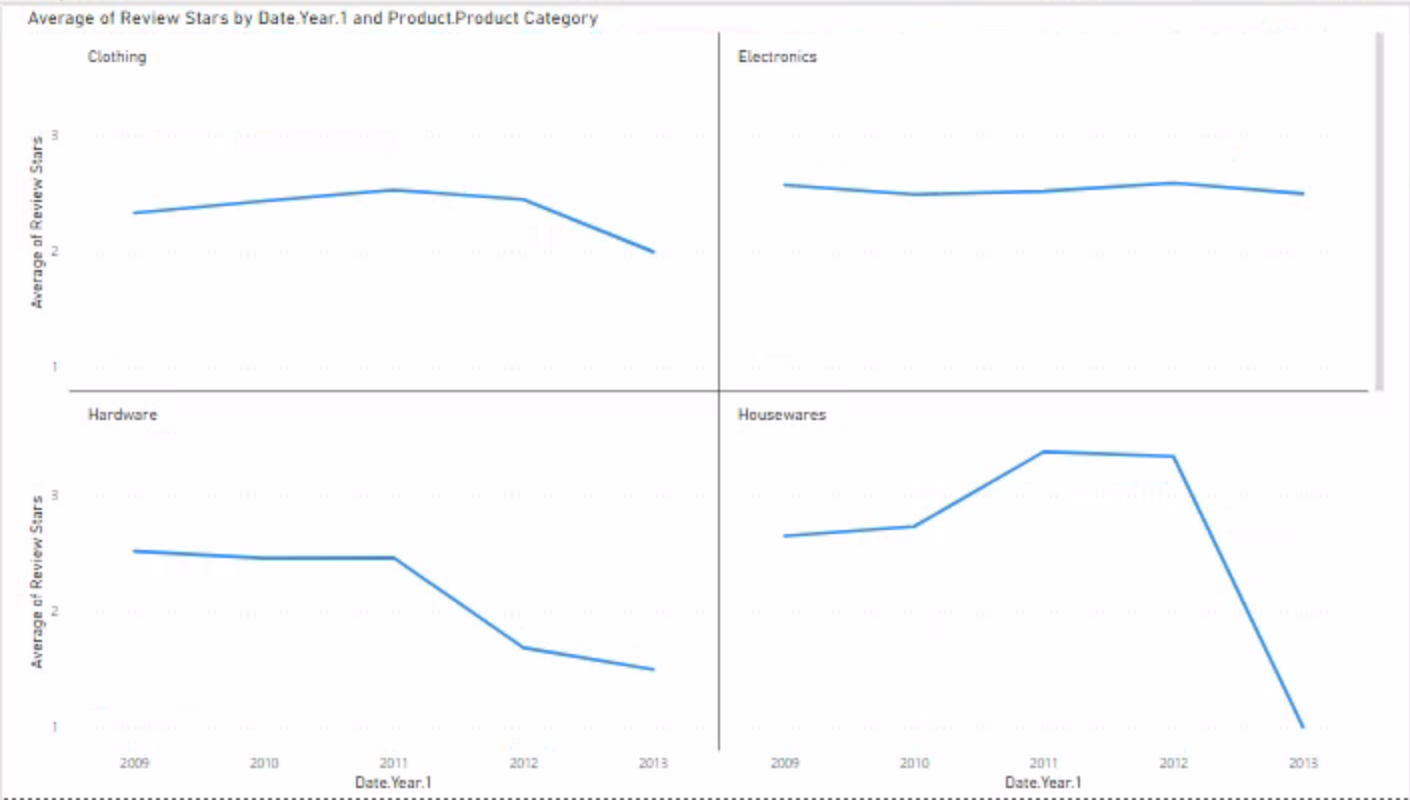 Average of Review Stars by Date.Year.1 and Product.Product Category
Clothing
Electronics
3
2
1
Average of Review Stars
Hardware
Housewares
3
2
1
Average of Review Stars
2009 2010 2011 2012 2013
2009 2010 2011 2012 2013
Date.Year.1
Date.Year.1